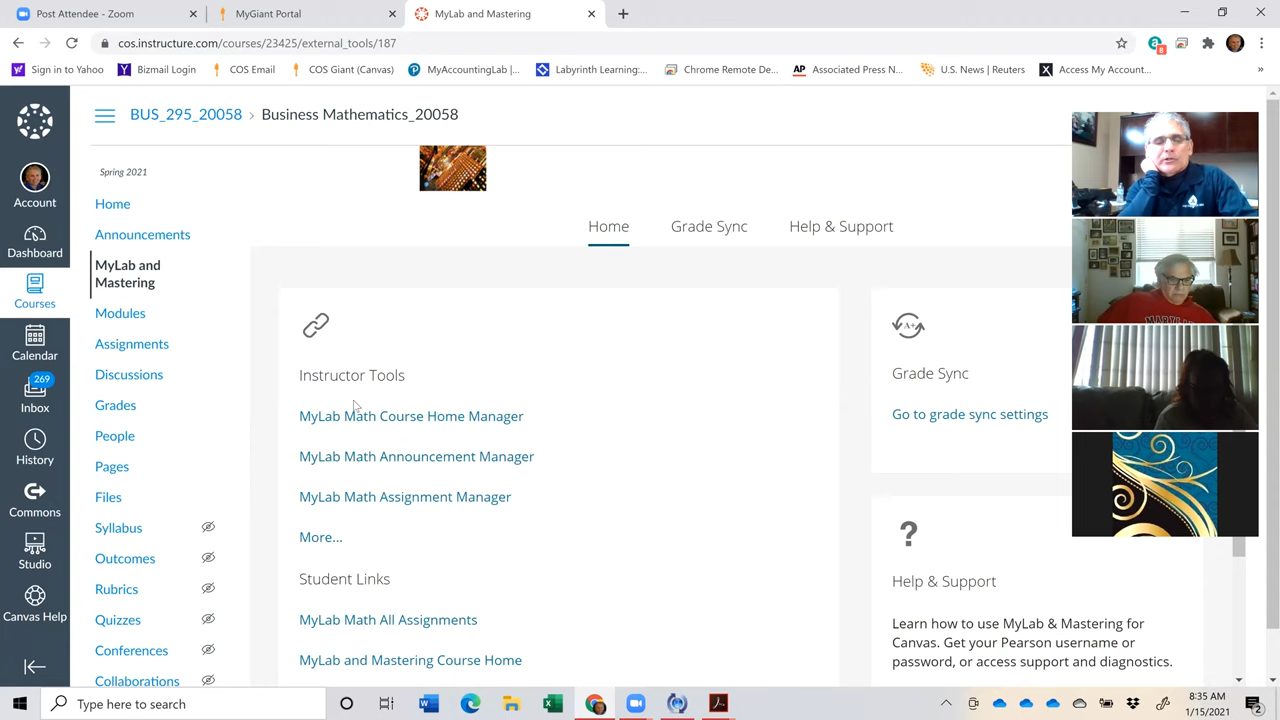 Post Attendee - Zoom
MyGiant Portal
MyLab and Mastering
cos.instructure.com/courses/23425/external_tools/187
8
Sign in to Yahoo
Bizmail Login
COS Email
COS Giant (Canvas)
MyAccountingLab |...
Labyrinth Learning:...
Chrome Remote De...
AP
Associated Press N...
U.S. News | Reuters
Access My Account...
»
BUS_295_20058 › Business Mathematics_20058
Spring 2021
Account
Dashboard
Courses
Calendar
269
Inbox
History
Commons
Studio
Canvas Help
Home
Announcements
MyLab and
Mastering
Modules
Assignments
Discussions
Grades
People
Pages
Files
Syllabus
Outcomes
Rubrics
Quizzes
Conferences
Collaborations
Home
Grade Sync
Help & Support
Instructor Tools
MyLab Math Course Home Manager
MyLab Math Announcement Manager
MyLab Math Assignment Manager
More...
Student Links
MyLab Math All Assignments
MyLab and Mastering Course Home
A+
Grade Sync
Go to grade sync settings
?
Help & Support
Learn how to use MyLab & Mastering for
Canvas. Get your Pearson username or
password, or access support and diagnostics.
MARYLAND
Type here to search
8:35 AM
1/15/2021
2